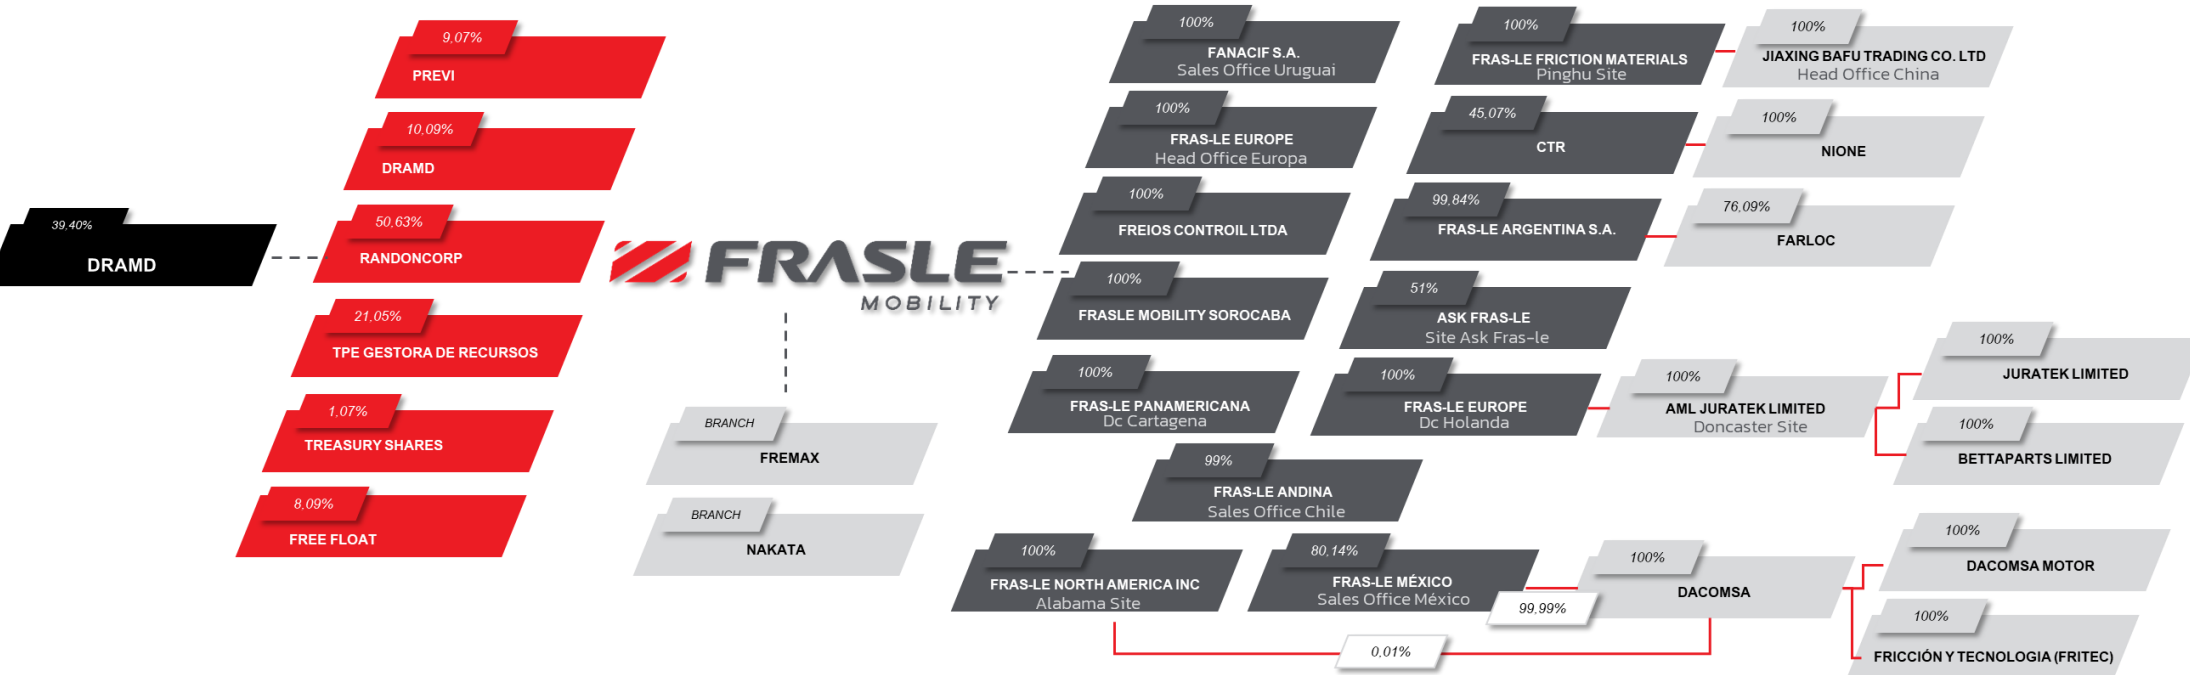 39,40%
DRAMD
9,07%
PREVI
10,09%
DRAMD
50,63%
RANDONCORP
21,05%
TPE GESTORA DE RECURSOS
1,07%
TREASURY SHARES
8,09%
FREE FLOAT
FRASLE
MOBILITY
BRANCH
FREMAX
BRANCH
NAKATA
100%
FANACIF S.A.
Sales Office Uruguai
100%
FRAS-LE EUROPE
Head Office Europa
100%
FREIOS CONTROIL LTDA
100%
FRASLE MOBILITY SOROCABA
100%
FRAS-LE PANAMERICANA
Dc Cartagena
99%
FRAS-LE ANDINA
Sales Office Chile
100%
FRAS-LE NORTH AMERICA INC
Alabama Site
100%
FRAS-LE FRICTION MATERIALS
Pinghu Site
100%
JIAXING BAFU TRADING CO. LTD
Head Office China
45,07%
CTR
100%
NIONE
99,84%
FRAS-LE ARGENTINA S.A.
76,09%
FARLOC
51%
ASK FRAS-LE
Site Ask Fras-le
100%
FRAS-LE EUROPE
Dc Holanda
100%
AML JURATEK LIMITED
Doncaster Site
100%
JURATEK LIMITED
100%
BETTAPARTS LIMITED
80,14%
FRAS-LE MÉXICO
Sales Office México
99,99%
0,01%
100%
DACOMSA
100%
DACOMSA MOTOR
100%
FRICCIÓN Y TECNOLOGIA (FRITEC)